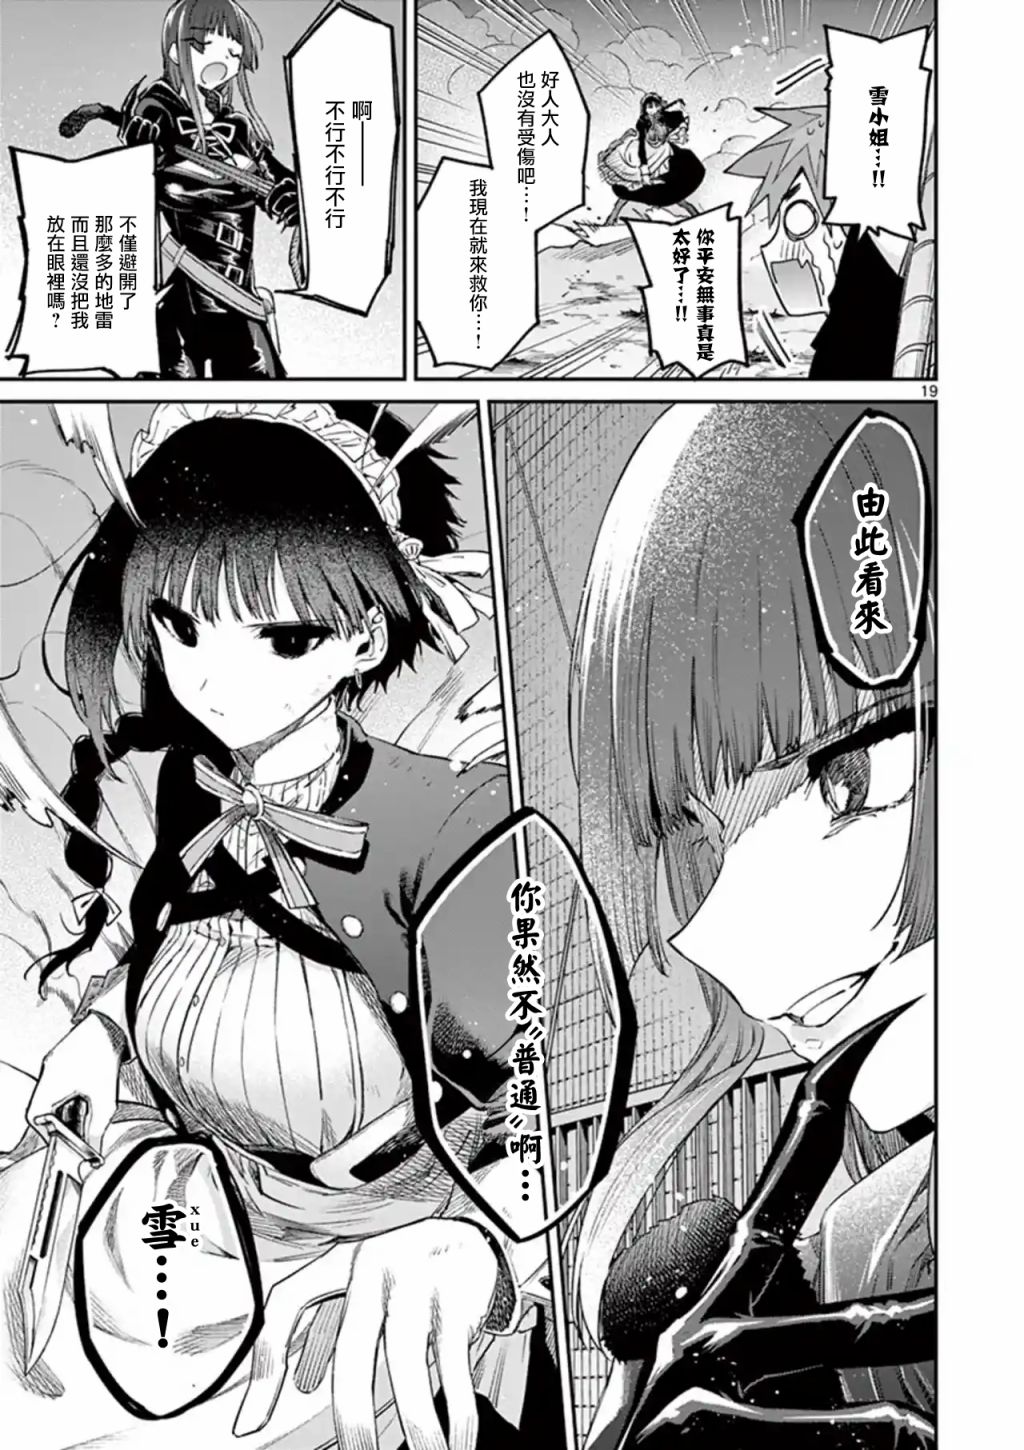 雪小姐…!!
你平安無事真是
太好了…!!
好人大人
也沒有受傷吧…!
我現在就來救你…!
啊——
不行不行不行
不僅避開了
那麼多的地雷
而且還沒把我
放在眼裡嗎?
19
由此看來
你果然不〝普通〞啊…
雪…!
xue